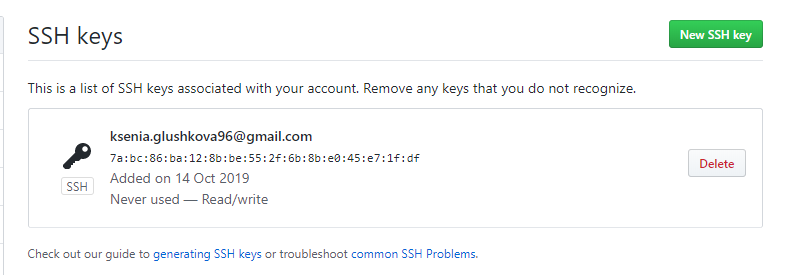 SSH keys
New SSH key
This is a list of SSH keys associated with your account. Remove any keys that you do not recognize.
ksenia.glushkova96@gmail.com
7a:bc:86:ba:12:8b:be:55:2f:6b:8b:e0:45:e7:1f:df
SSH
Added on 14 Oct 2019
Never used — Read/write
Delete
Check out our guide to generating SSH keys or troubleshoot common SSH Problems.